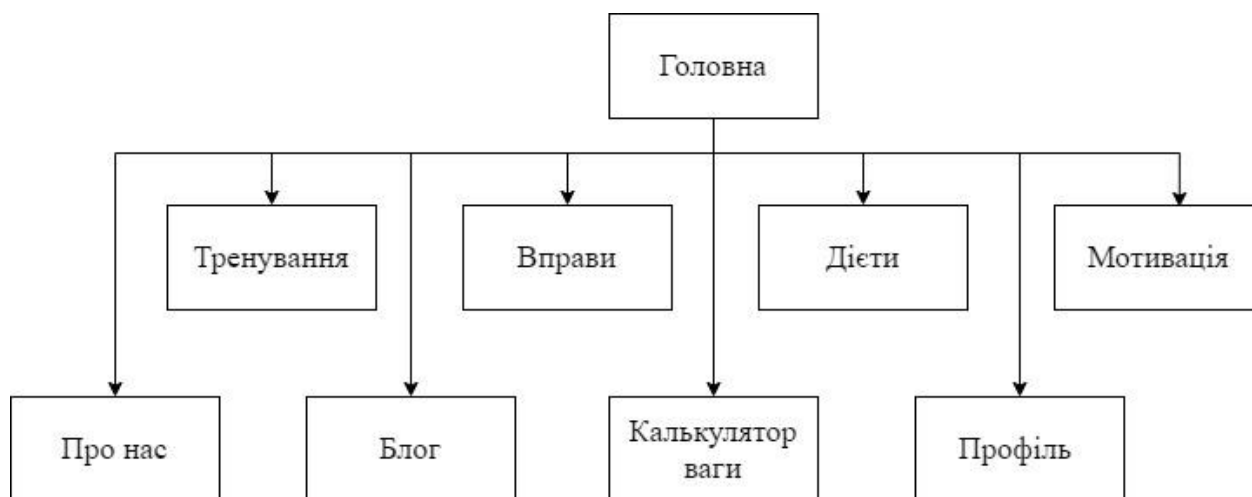 Головна
Тренування
Вправи
Дієти
Мотивація
Про нас
Блог
Калькулятор
ваги
Профіль